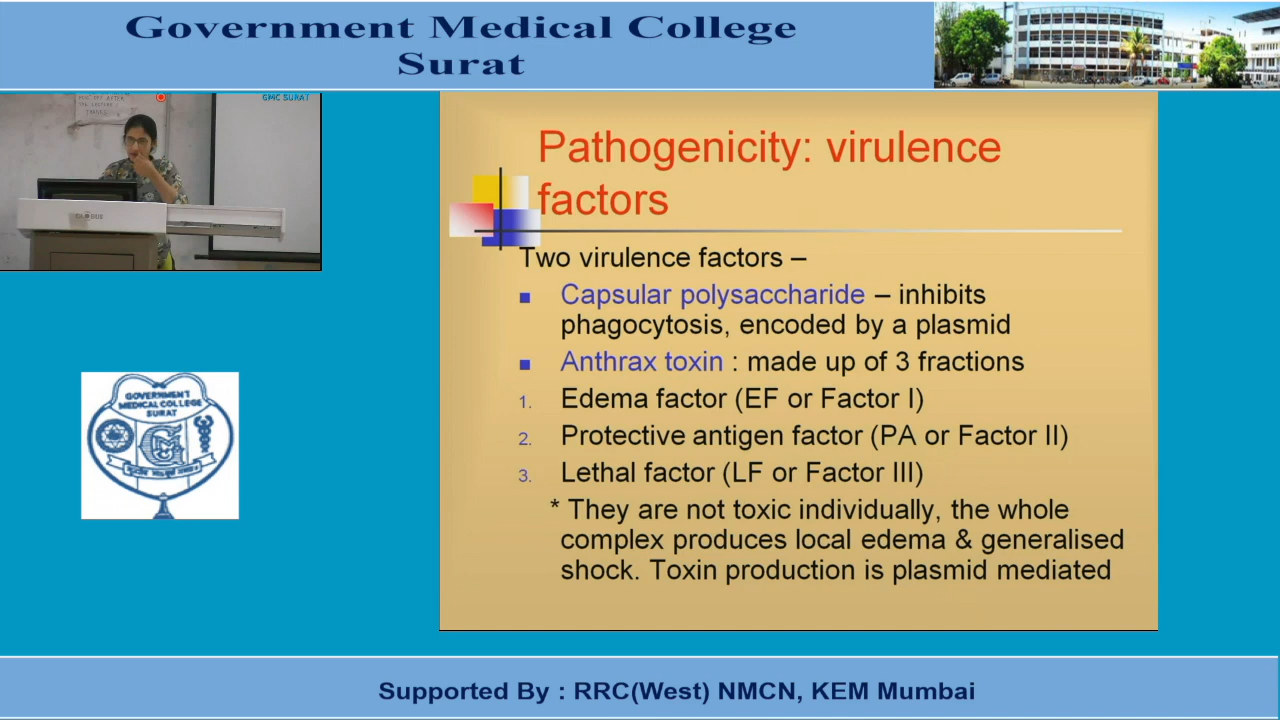 Government Medical College
Surat
GMC SURAT
Pathogenicity: virulence
factors
Two virulence factors –
Capsular polysaccharide – inhibits
phagocytosis, encoded by a plasmid
Anthrax toxin : made up of 3 fractions
1. Edema factor (EF or Factor I)
2. Protective antigen factor (PA or Factor II)
3. Lethal factor (LF or Factor III)
* They are not toxic individually, the whole
complex produces local edema & generalised
shock. Toxin production is plasmid mediated
GOVERNMENT
MEDICAL COLLEGE
SURAT
Supported By : RRC(West) NMCN, KEM Mumbai